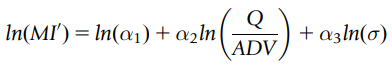 ln(MI′) = ln(α₁) + α₂ln(Q/ADV) + α₃ln(σ)